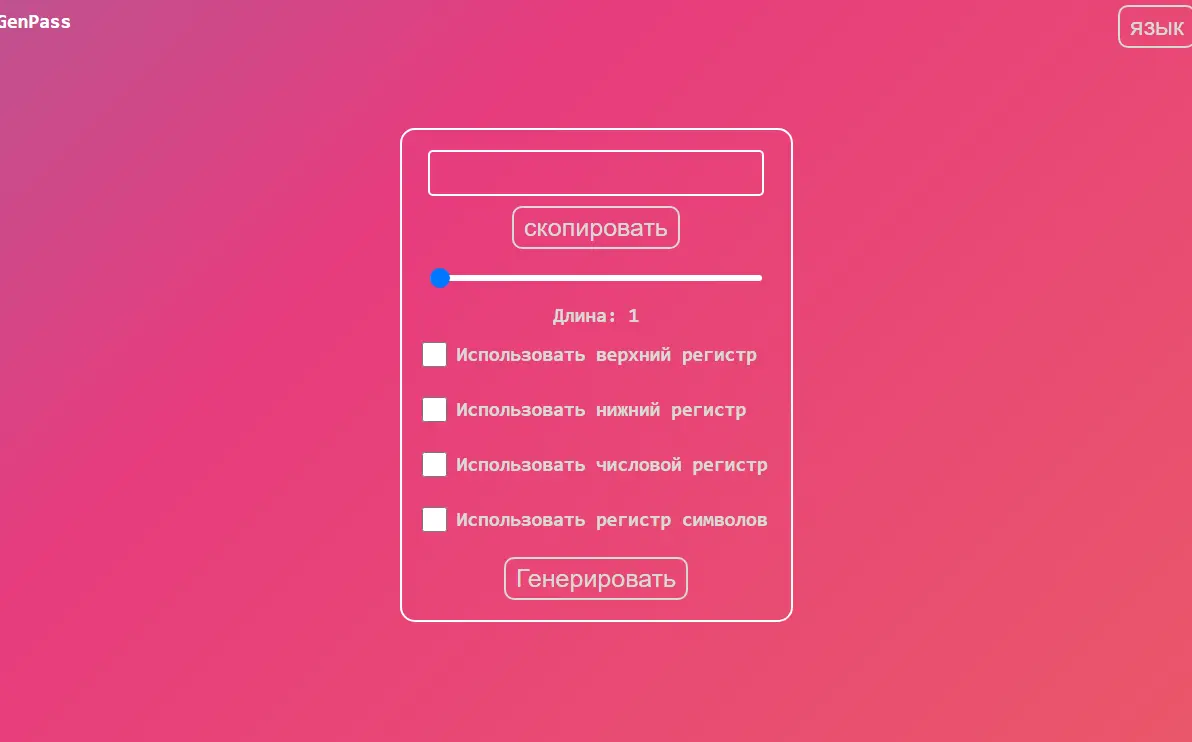 GenPass
язык
скопировать
Длина: 1
Использовать верхний регистр
Использовать нижний регистр
Использовать числовой регистр
Использовать регистр символов
Генерировать